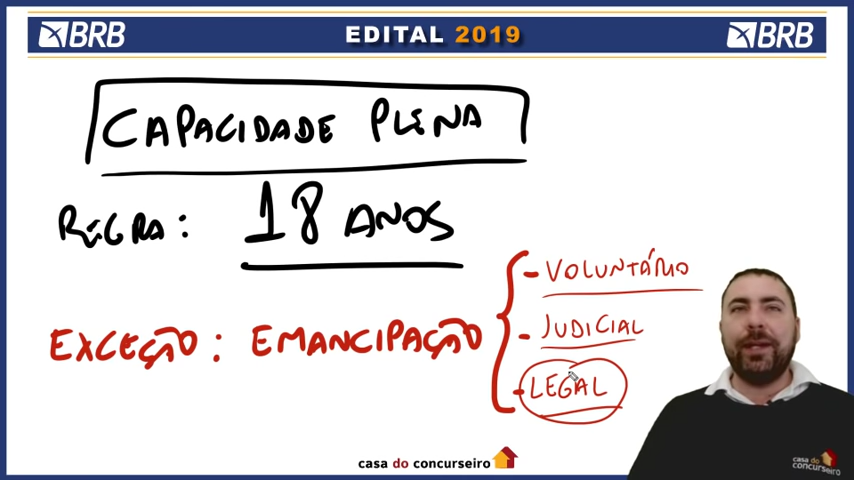 BRB
EDITAL 2019
BRB
CAPACIDADE PLENA
REGRA: 18 ANOS
EXCEÇÃO: EMANCIPAÇÃO
- VOLUNTÁRIO
- JUDICIAL
- LEGAL
casa do concurseiro
casa do
concurseiro